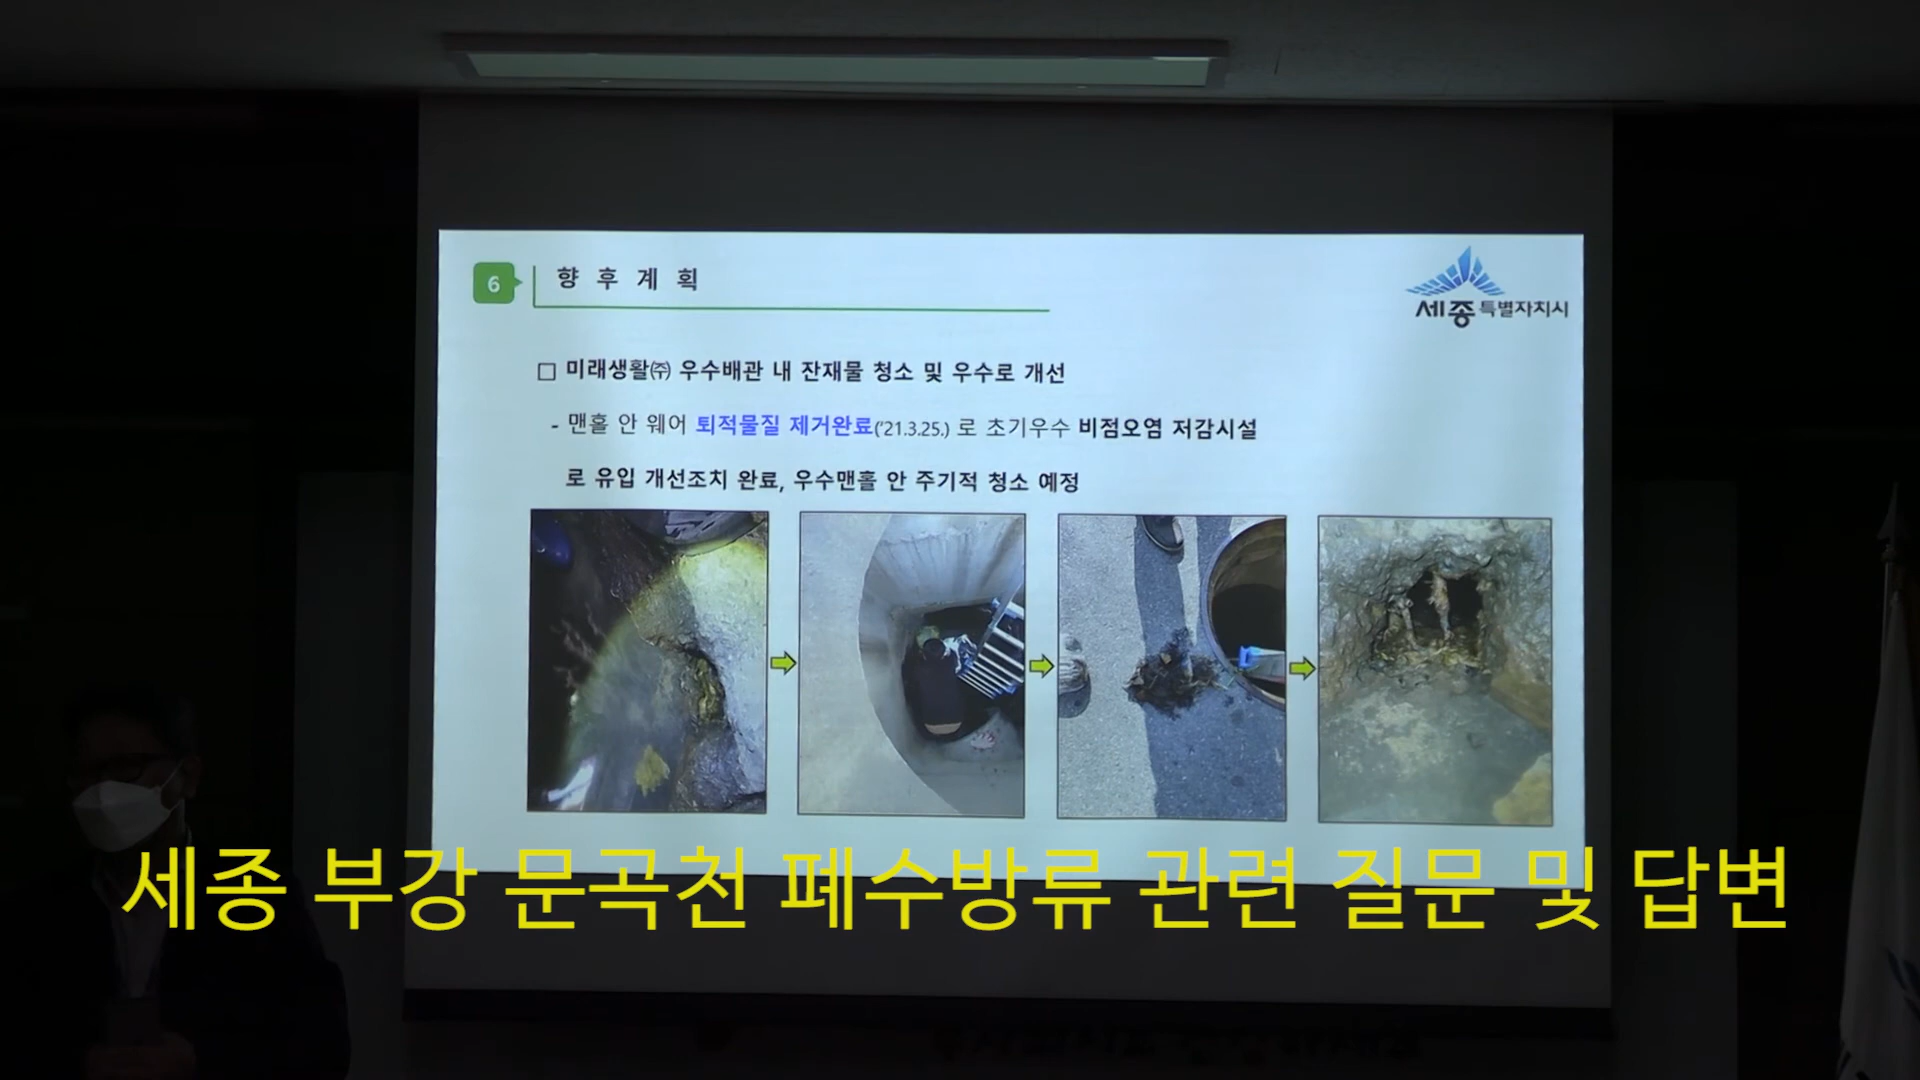 6 향 후 계 획
세종특별자치시
□ 미래생활㈜ 우수배관 내 잔재물 청소 및 우수로 개선
- 맨홀 안 웨어 퇴적물질 제거완료('21.3.25.) 로 초기우수 비점오염 저감시설
로 유입 개선조치 완료, 우수맨홀 안 주기적 청소 예정
세종 부강 문곡천 폐수방류 관련 질문 및 답변